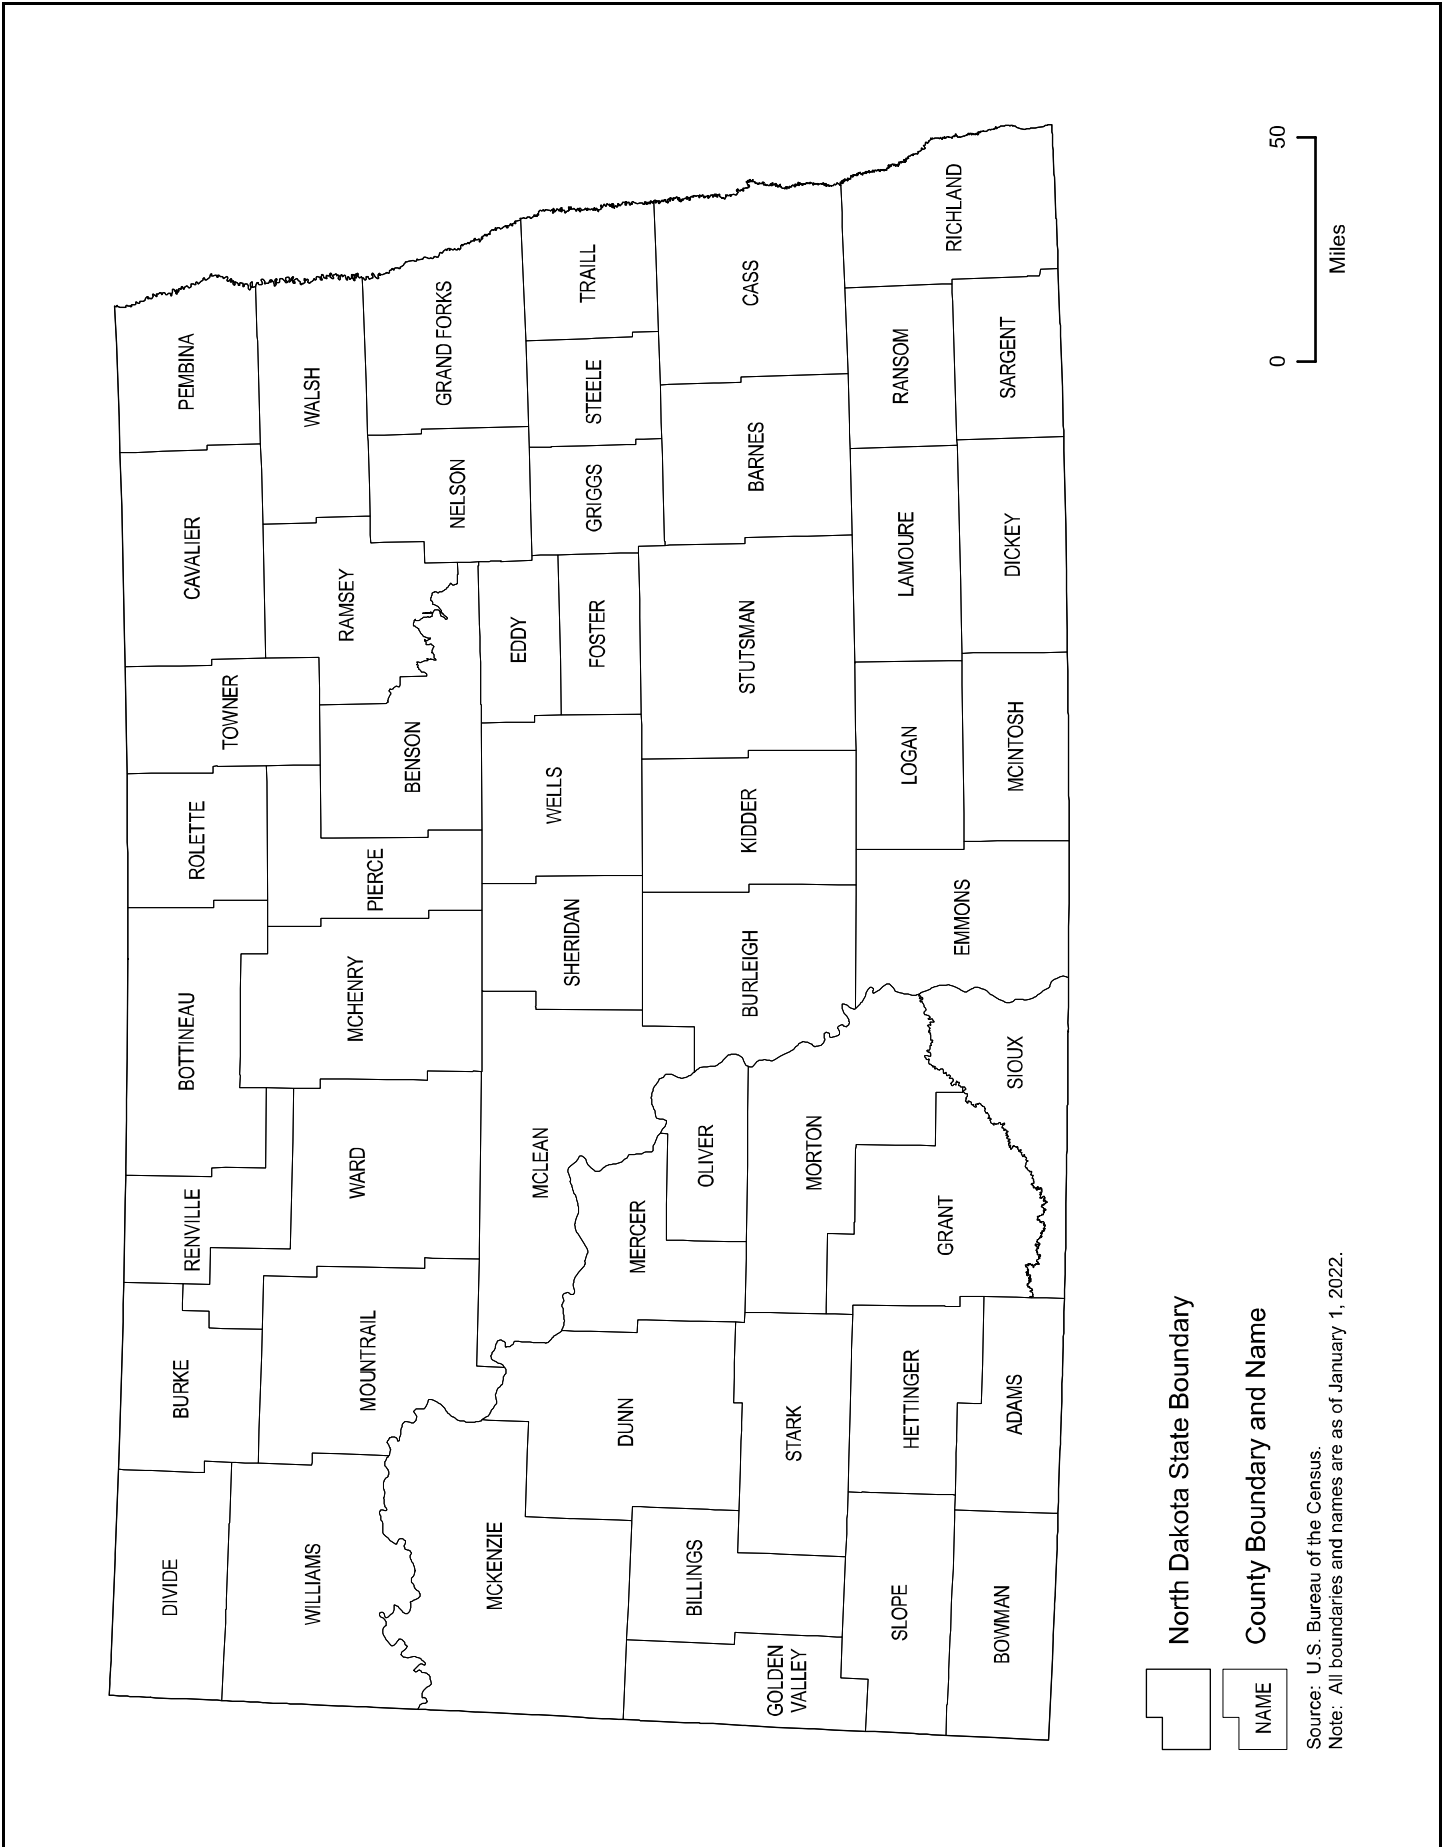 DIVIDE
BURKE
RENVILLE
BOTTINEAU
ROLETTE
TOWNER
CAVALIER
PEMBINA
WILLIAMS
MOUNTRAIL
WARD
MCHENRY
PIERCE
BENSON
RAMSEY
WALSH
NELSON
GRAND FORKS
MCKENZIE
DUNN
MERCER
MCLEAN
SHERIDAN
WELLS
EDDY
FOSTER
GRIGGS
STEELE
TRAILL
GOLDEN
VALLEY
BILLINGS
STARK
MORTON
OLIVER
BURLEIGH
KIDDER
STUTSMAN
BARNES
CASS
SLOPE
HETTINGER
GRANT
SIOUX
EMMONS
LOGAN
LAMOURE
RANSOM
RICHLAND
BOWMAN
ADAMS
MCINTOSH
DICKEY
SARGENT
North Dakota State Boundary
NAME
County Boundary and Name
Source: U.S. Bureau of the Census.
Note: All boundaries and names are as of January 1, 2022.
0
50
Miles